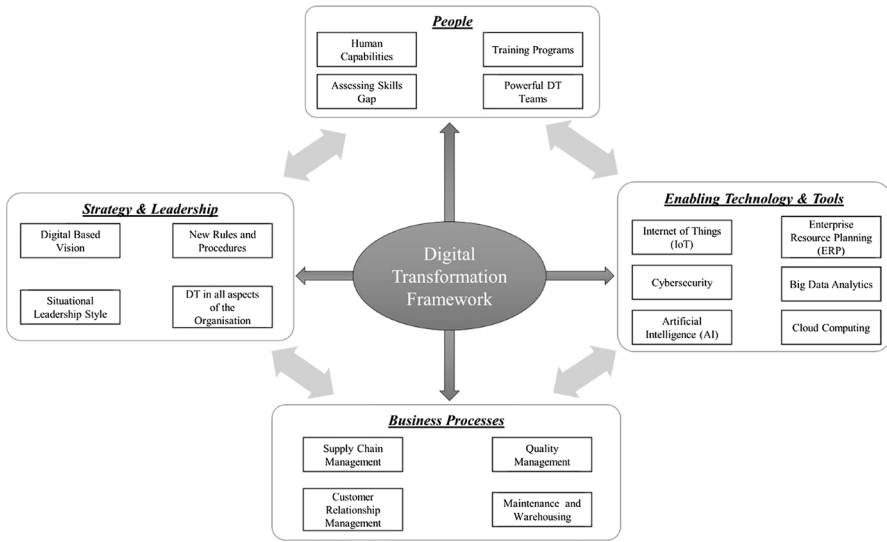 People
Human
Capabilities
Training Programs
Assessing Skills
Gap
Powerful DT
Teams
Strategy & Leadership
Digital Based
Vision
New Rules and
Procedures
Situational
Leadership Style
DT in all aspects
of the
Organisation
Digital
Transformation
Framework
Enabling Technology & Tools
Internet of Things
(IoT)
Enterprise
Resource Planning
(ERP)
Cybersecurity
Big Data Analytics
Artificial
Intelligence (AI)
Cloud Computing
Business Processes
Supply Chain
Management
Quality
Management
Customer
Relationship
Management
Maintenance and
Warehousing